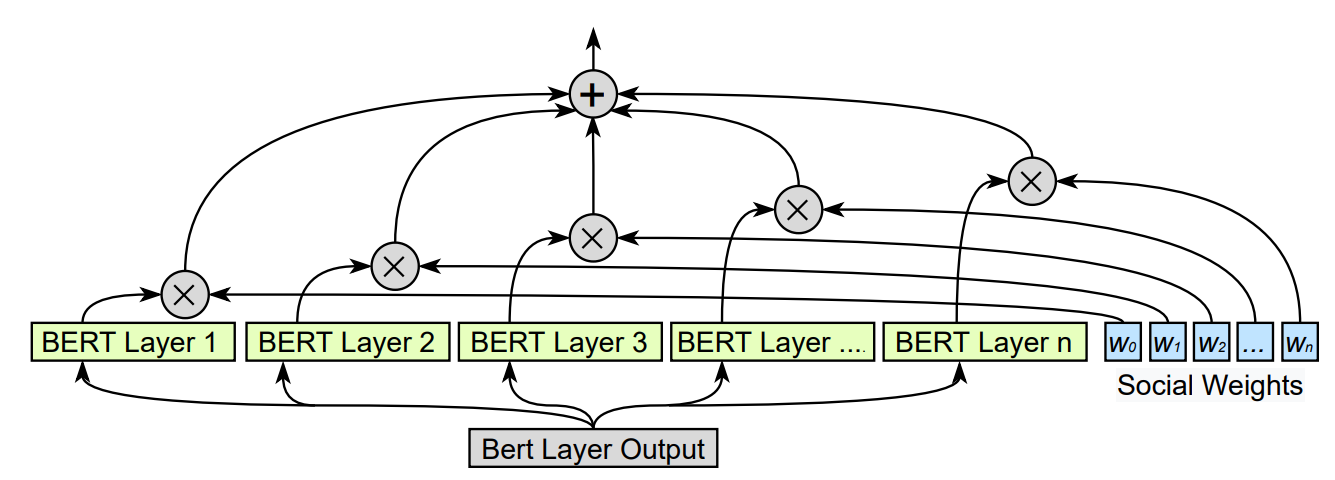 +
× × × × ×
BERT Layer 1 BERT Layer 2 BERT Layer 3 BERT Layer .... BERT Layer n w₀ w₁ w₂ ... wₙ
Social Weights
Bert Layer Output